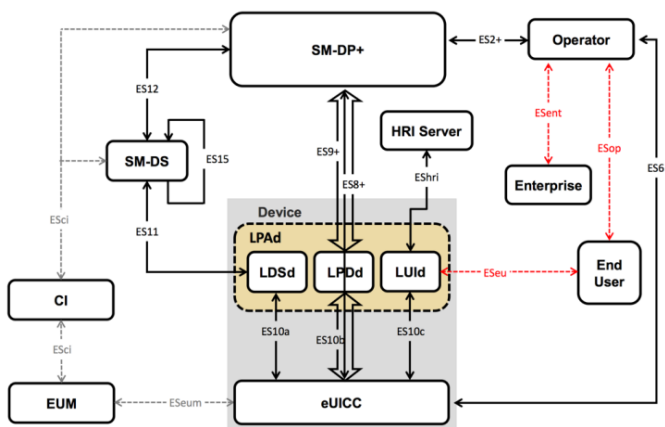 SM-DP+
ES2+
Operator
ES12
ESent
HRI Server
ES9+
ESop
SM-DS
ES15
ES8+
EShri
ES6
Enterprise
ESci
Device
ES11
LPAd
LDSd
LPDd
LUId
ESeu
End
User
CI
ES10a
ES10b
ES10c
ESci
EUM
ESeum
eUICC